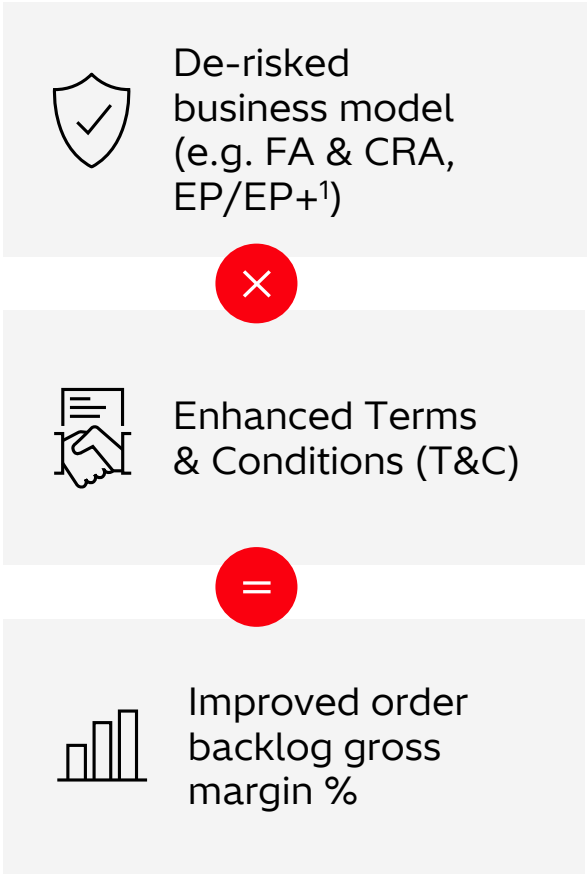 De-risked
business model
(e.g. FA & CRA,
EP/EP+¹)
×
Enhanced Terms
& Conditions (T&C)
=
Improved order
backlog gross
margin %